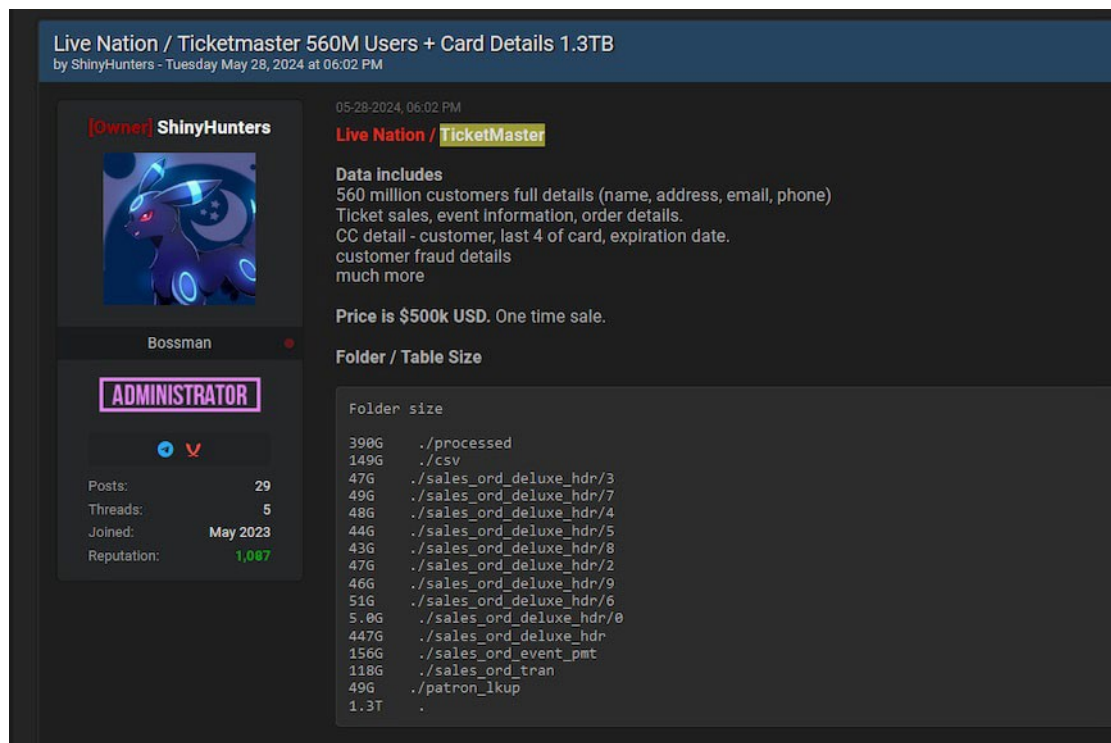 Live Nation / Ticketmaster 560M Users + Card Details 1.3TB
by ShinyHunters - Tuesday May 28, 2024 at 06:02 PM
[Owner] ShinyHunters
Bossman
ADMINISTRATOR
Posts: 29
Threads: 5
Joined: May 2023
Reputation: 1,087
05-28-2024, 06:02 PM
Live Nation / TicketMaster
Data includes
560 million customers full details (name, address, email, phone)
Ticket sales, event information, order details.
CC detail - customer, last 4 of card, expiration date.
customer fraud details
much more
Price is $500k USD. One time sale.
Folder / Table Size
Folder size
390G ./processed
149G ./csv
47G ./sales_ord_deluxe_hdr/3
49G ./sales_ord_deluxe_hdr/7
48G ./sales_ord_deluxe_hdr/4
44G ./sales_ord_deluxe_hdr/5
43G ./sales_ord_deluxe_hdr/8
47G ./sales_ord_deluxe_hdr/2
46G ./sales_ord_deluxe_hdr/9
51G ./sales_ord_deluxe_hdr/6
5.0G ./sales_ord_deluxe_hdr/0
447G ./sales_ord_deluxe_hdr
156G ./sales_ord_event_pmt
118G ./sales_ord_tran
49G ./patron_lkup
1.3T .